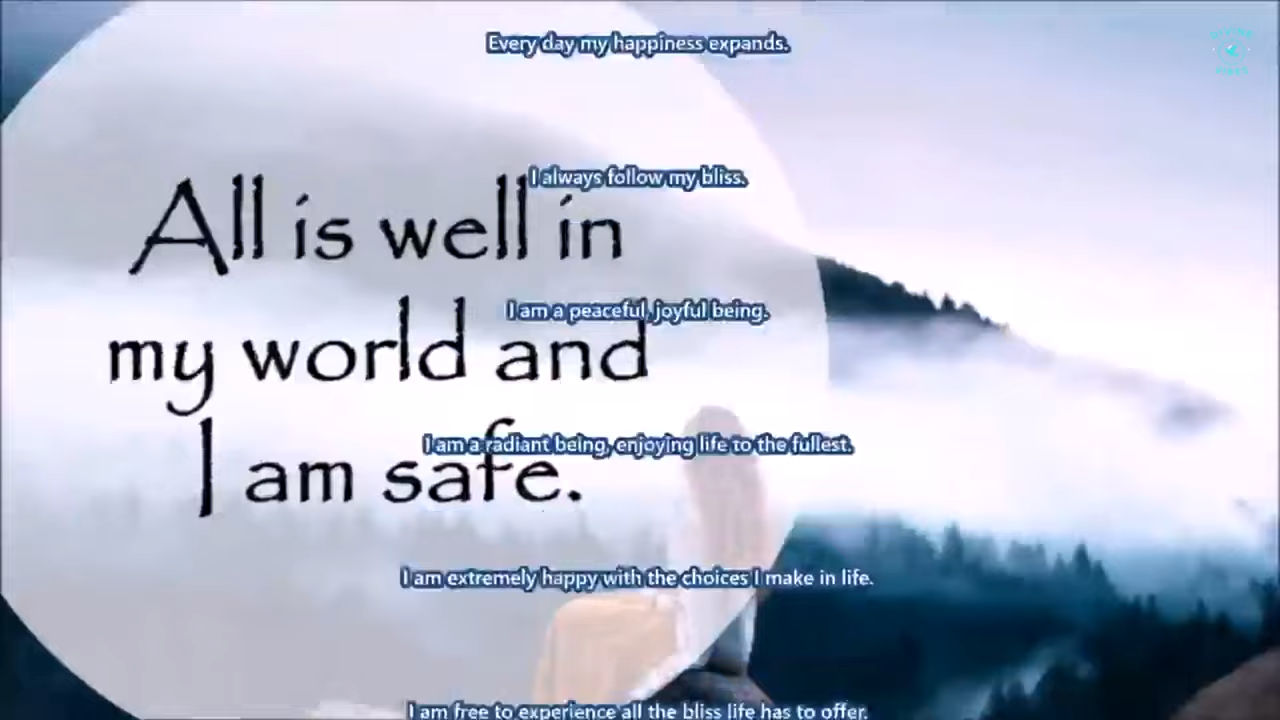 Every day my happiness expands.
I always follow my bliss.
All is well in
I am a peaceful, joyful being.
my world and
I am a radiant being, enjoying life to the fullest.
I am safe.
I am extremely happy with the choices I make in life.
I am free to experience all the bliss life has to offer.